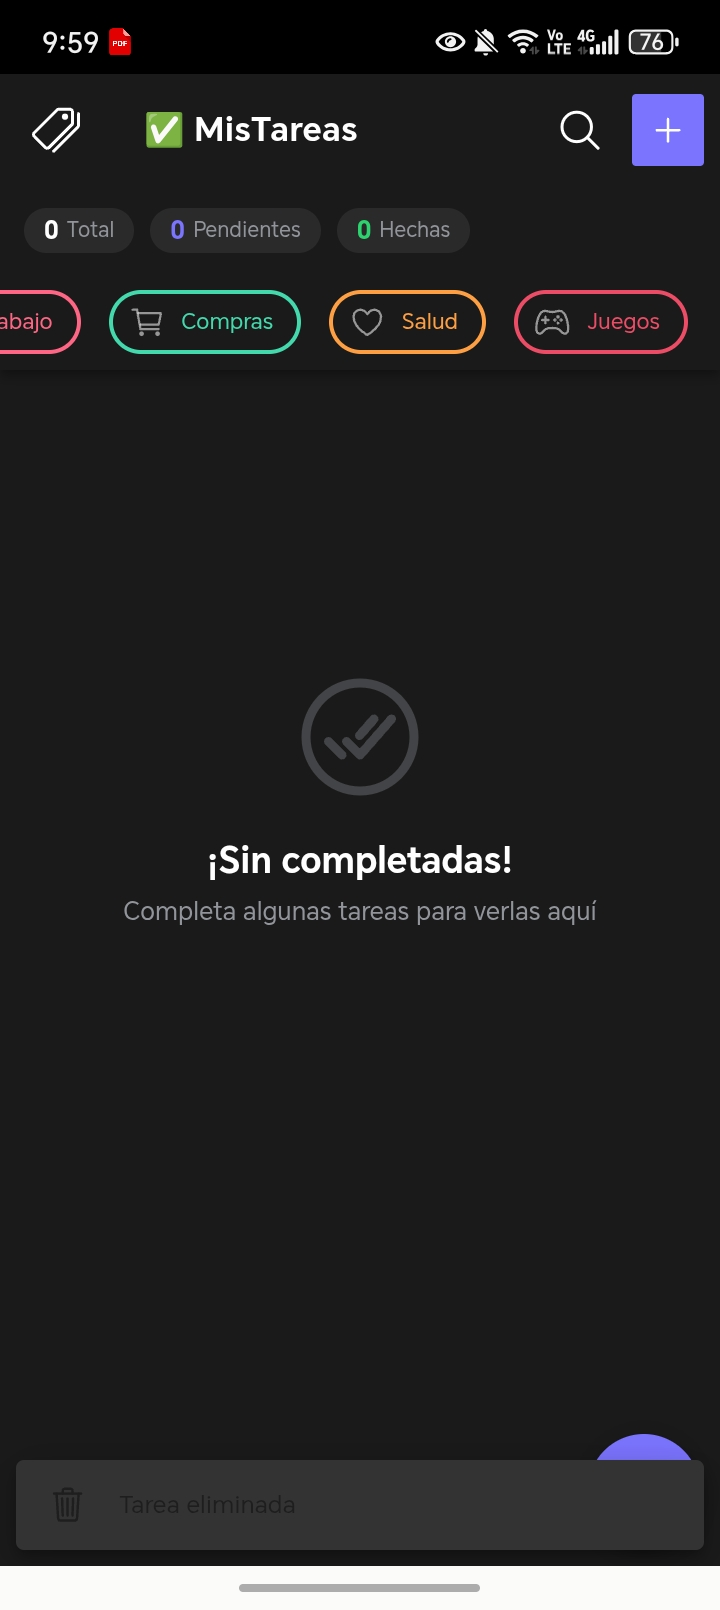 9:59 PDF Vo LTE 4G 76
✅ MisTareas
0 Total 0 Pendientes 0 Hechas
abajo Compras Salud Juegos
¡Sin completadas!
Completa algunas tareas para verlas aquí
Tarea eliminada